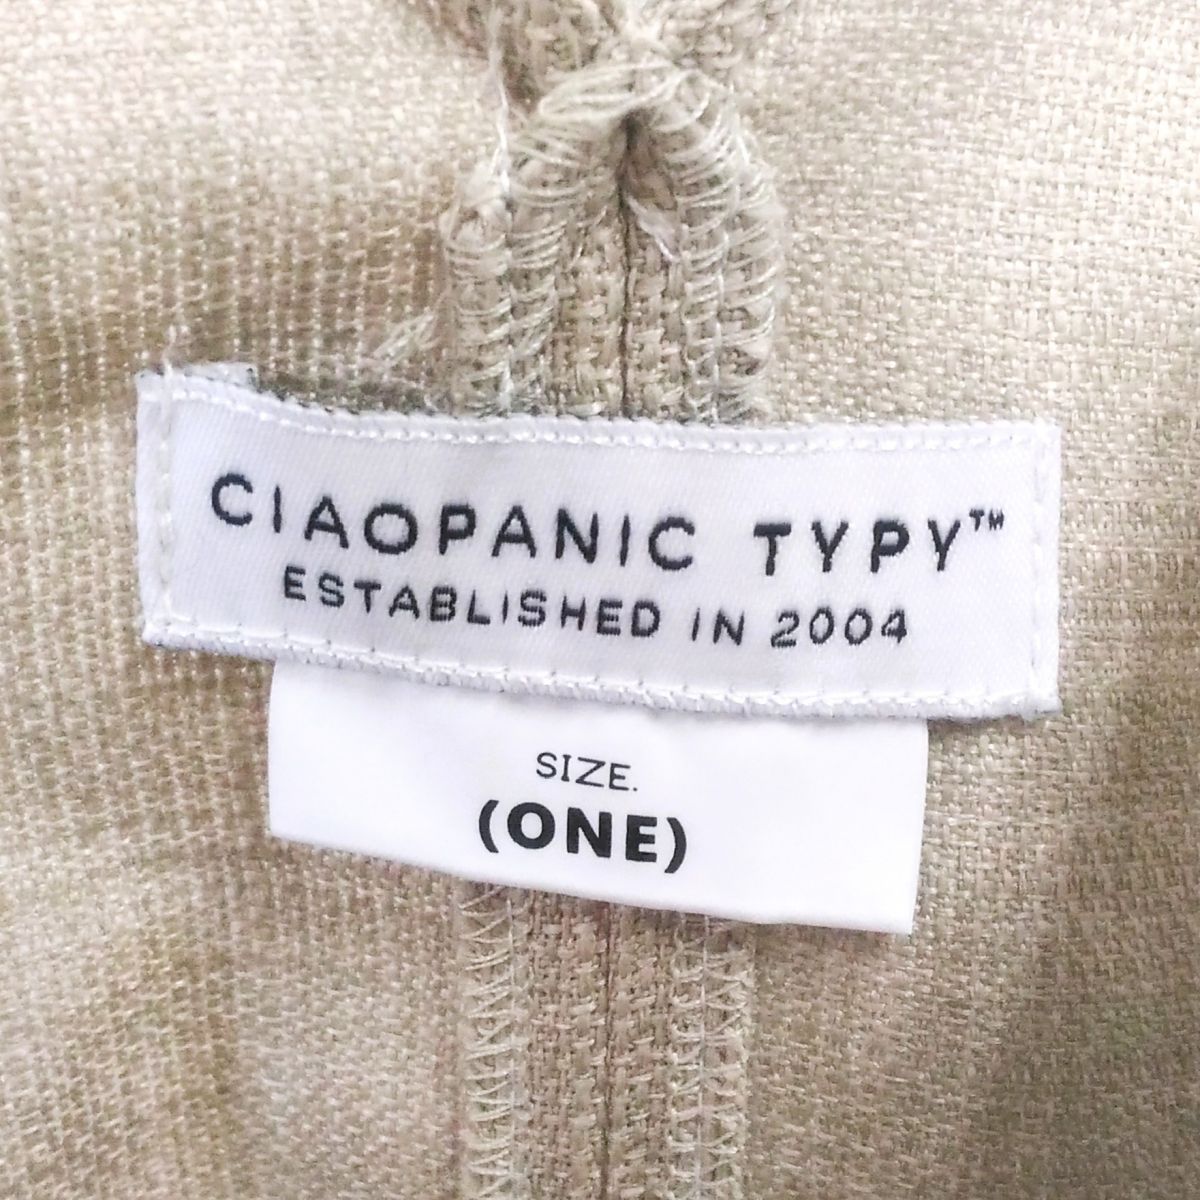 CIAOPANIC TYPY™
ESTABLISHED IN 2004
SIZE.
(ONE)